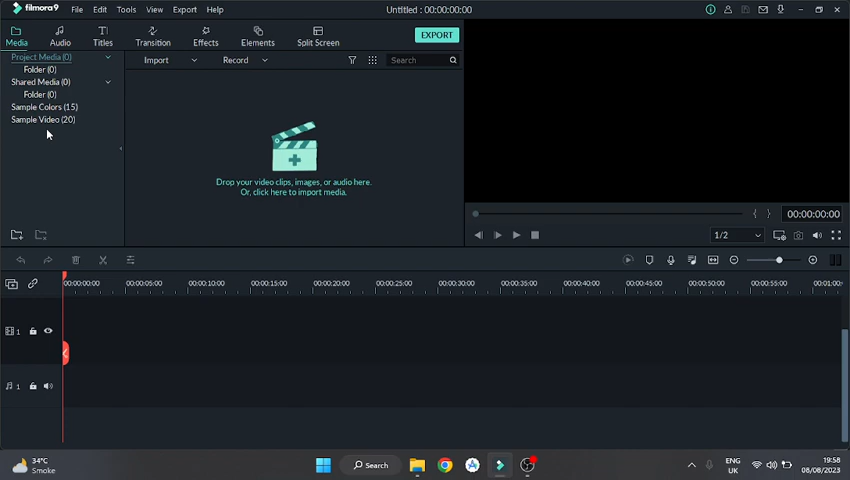 filmora9
File Edit Tools View Export Help
Untitled : 00:00:00:00
Media Audio Titles Transition Effects Elements Split Screen
EXPORT
Project Media (0)
Folder (0)
Shared Media (0)
Folder (0)
Sample Colors (15)
Sample Video (20)
Import Record Search
Drop your video clips, images, or audio here.
Or, click here to import media.
00:00:00:00
1/2
00:00:00:00 00:00:05:00 00:00:10:00 00:00:15:00 00:00:20:00 00:00:25:00 00:00:30:00 00:00:35:00 00:00:40:00 00:00:45:00 00:00:50:00 00:00:55:00 00:01:00:
1
1
34°C
Smoke
Search
ENG
UK
19:58
08/08/2023